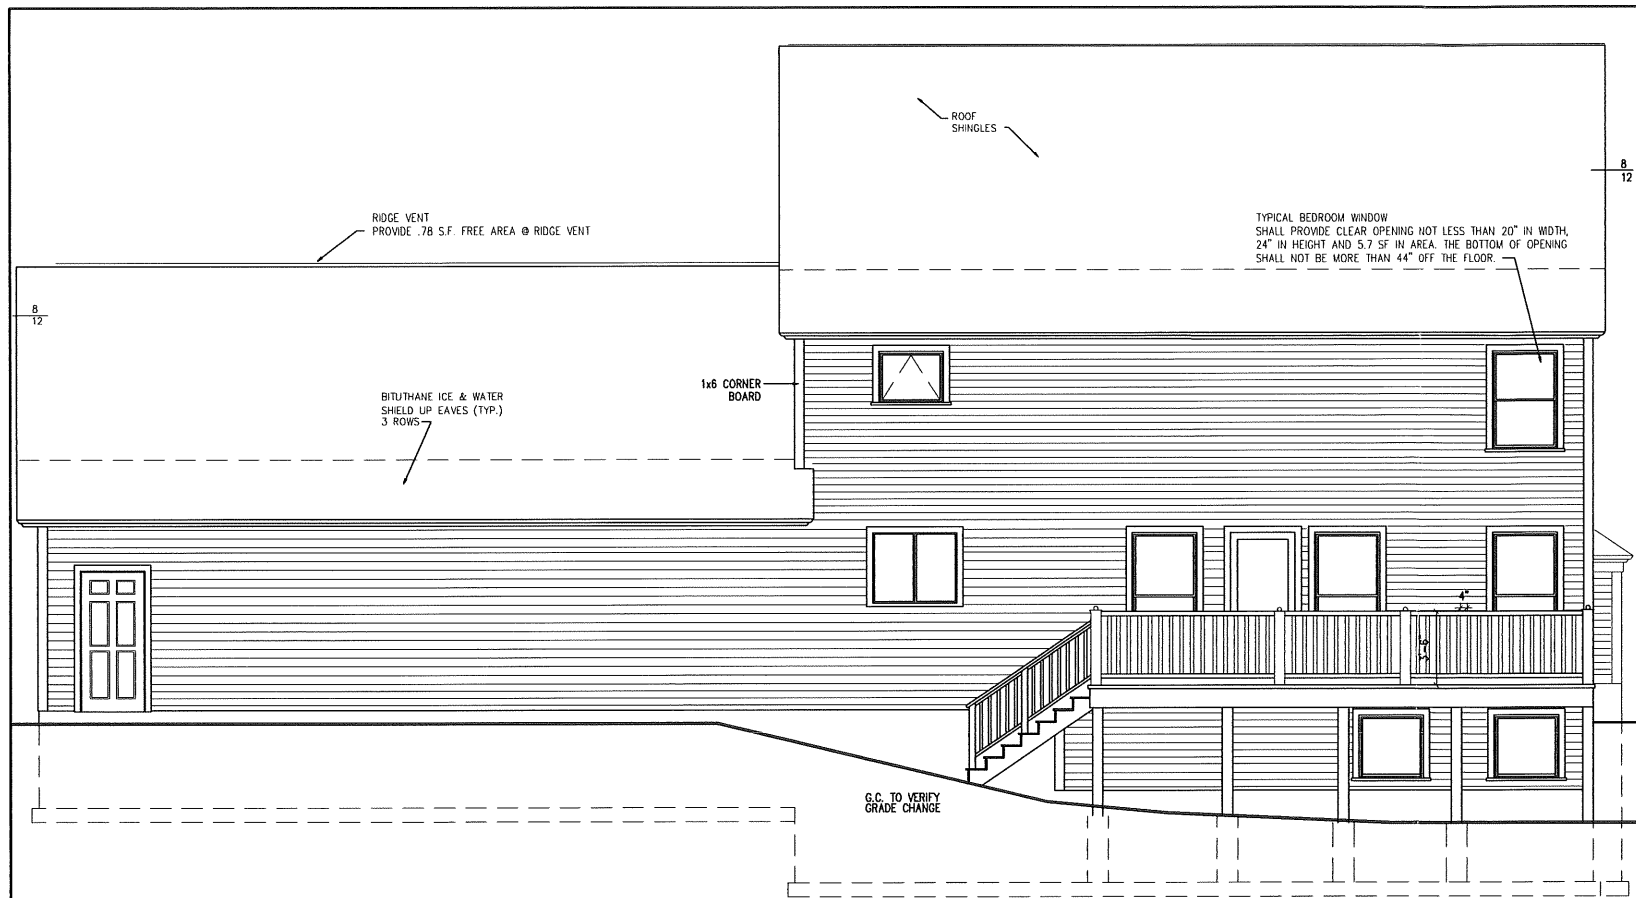 ROOF
SHINGLES
8
12
RIDGE VENT
PROVIDE .78 S.F. FREE AREA @ RIDGE VENT
TYPICAL BEDROOM WINDOW
SHALL PROVIDE CLEAR OPENING NOT LESS THAN 20" IN WIDTH,
24" IN HEIGHT AND 5.7 SF IN AREA. THE BOTTOM OF OPENING
SHALL NOT BE MORE THAN 44" OFF THE FLOOR.
8
12
1x6 CORNER
BOARD
BITUTHANE ICE & WATER
SHIELD UP EAVES (TYP.)
3 ROWS
4"
3'-6"
G.C. TO VERIFY
GRADE CHANGE